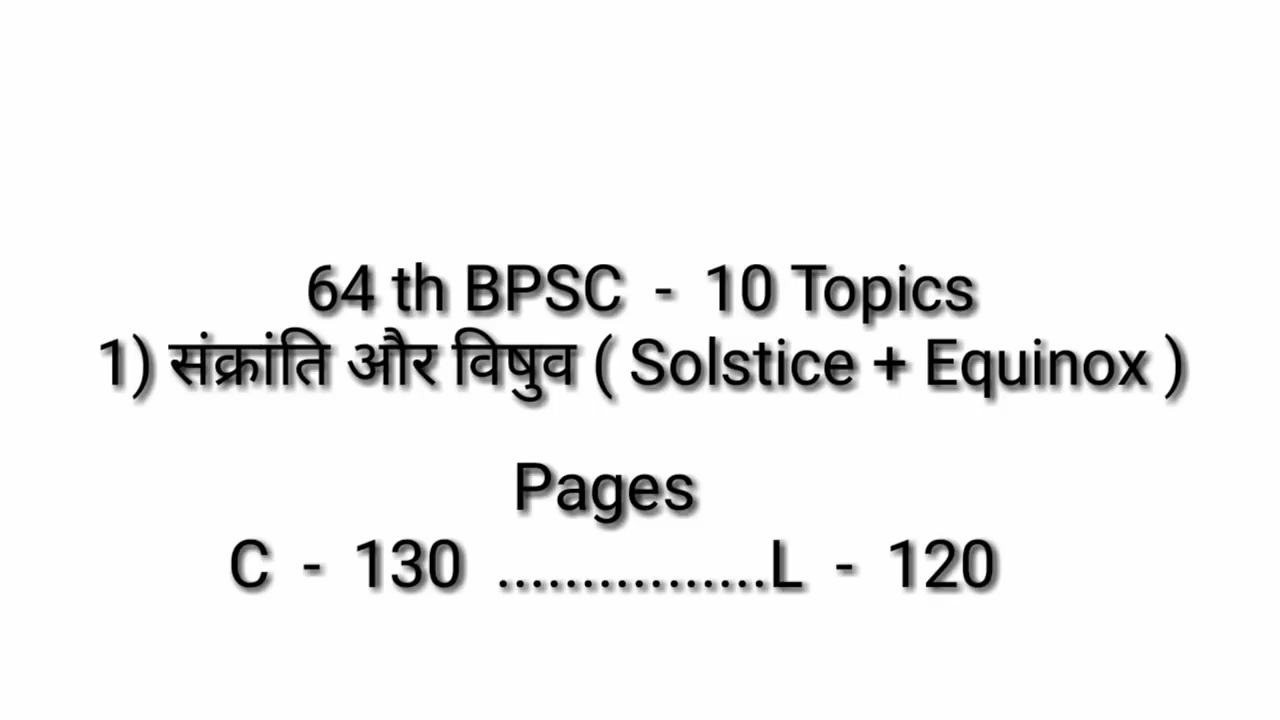 64 th BPSC - 10 Topics
1) संक्रांति और विषुव ( Solstice + Equinox )
Pages
C - 130 ................L - 120